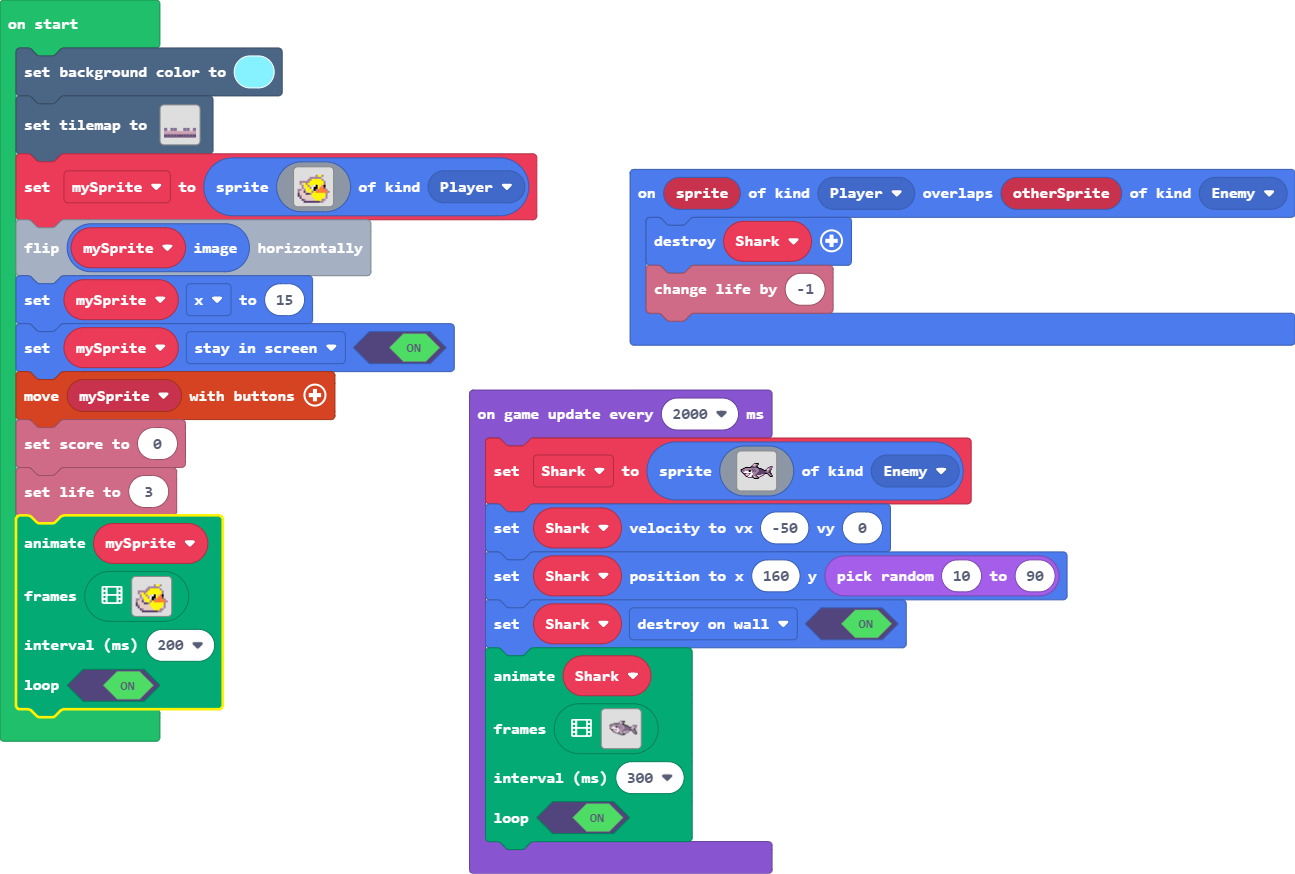 on start
set background color to
set tilemap to
set mySprite to sprite of kind Player
flip mySprite image horizontally
set mySprite x to 15
set mySprite stay in screen ON
move mySprite with buttons
set score to 0
set life to 3
animate mySprite
frames
interval (ms) 200
loop ON
on sprite of kind Player overlaps otherSprite of kind Enemy
destroy Shark
change life by -1
on game update every 2000 ms
set Shark to sprite of kind Enemy
set Shark velocity to vx -50 vy 0
set Shark position to x 160 y pick random 10 to 90
set Shark destroy on wall ON
animate Shark
frames
interval (ms) 300
loop ON